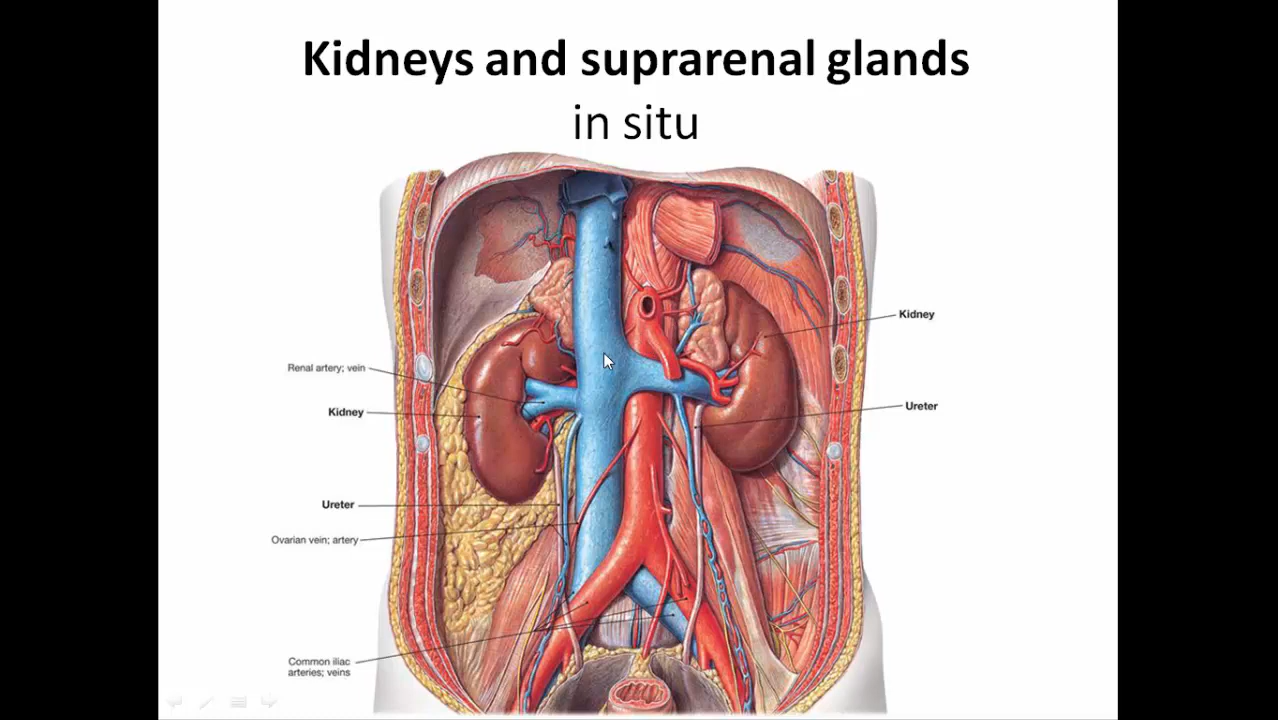 Kidneys and suprarenal glands
in situ
Kidney
Renal artery; vein
Kidney
Ureter
Ureter
Ovarian vein; artery
Common iliac
arteries; veins